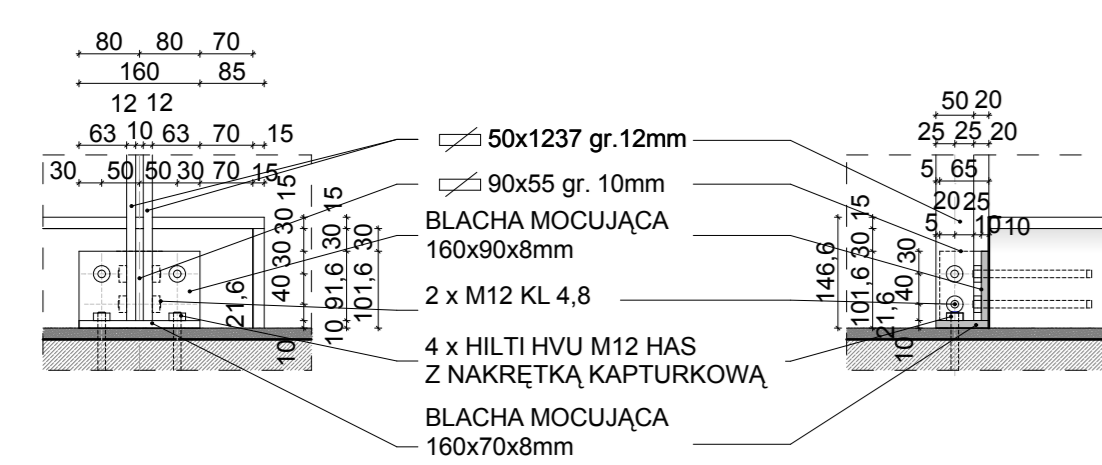 80 80 70
160 85
12 12
63 10 63 70 15
30 50 50 30 70 15
15
30
30
40
10
21,6
15
30
91,6
10
30
101,6
50x1237 gr.12mm
90x55 gr. 10mm
BLACHA MOCUJĄCA
160x90x8mm
2 x M12 KL 4,8
4 x HILTI HVU M12 HAS
Z NAKRĘTKĄ KAPTURKOWĄ
BLACHA MOCUJĄCA
160x70x8mm
50 20
25 25 20
5 65
20 25
5 10 10
146,6
15
30
101,6
30
40
21,6
10